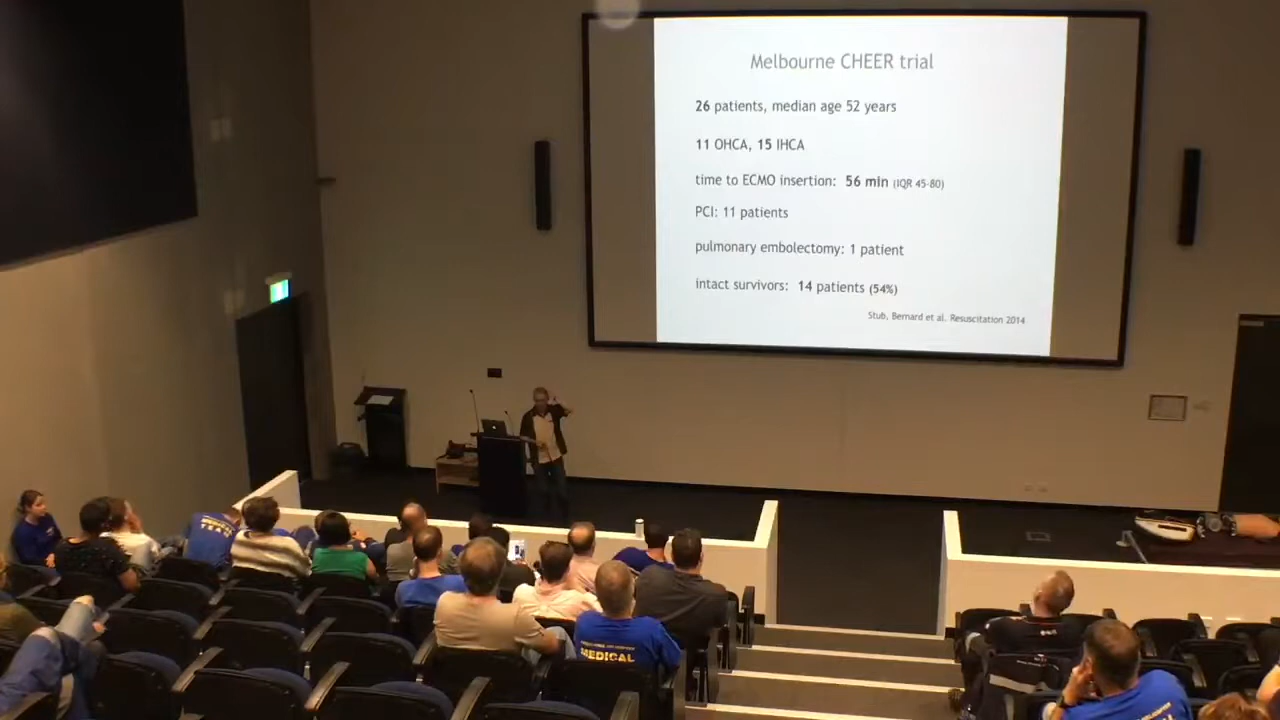 Melbourne CHEER trial
26 patients, median age 52 years
11 OHCA, 15 IHCA
time to ECMO insertion: 56 min (IQR 45-80)
PCI: 11 patients
pulmonary embolectomy: 1 patient
intact survivors: 14 patients (54%)
Stub, Bernard et al. Resuscitation 2014
MEDICAL
TEAM
MEDICAL